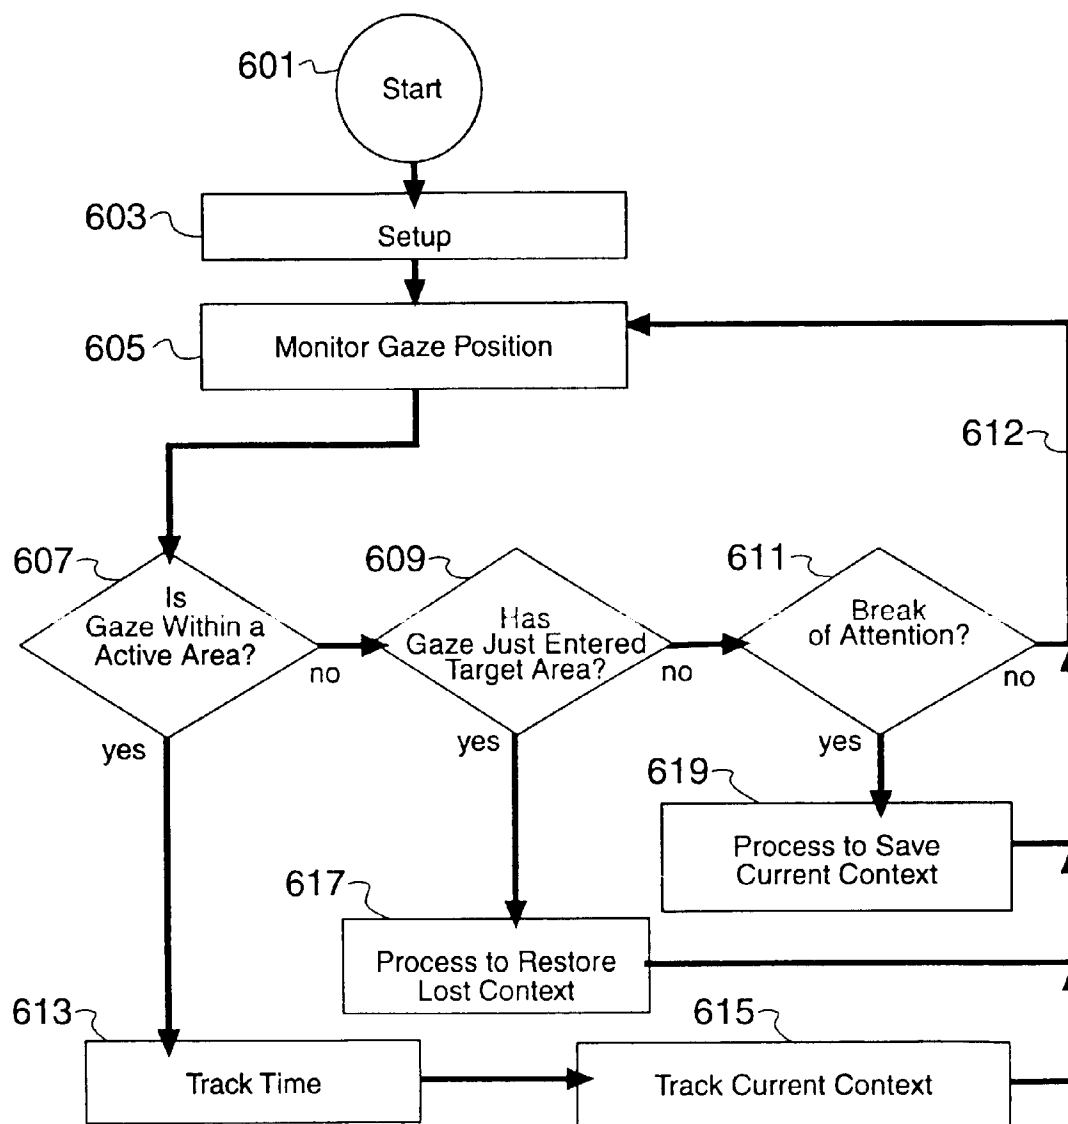 601
Start
603
Setup
605
Monitor Gaze Position
612
607
Is
Gaze Within a
Active Area?
no
yes
609
Has
Gaze Just Entered
Target Area?
no
yes
611
Break
of Attention?
no
yes
619
Process to Save
Current Context
617
Process to Restore
Lost Context
613
Track Time
615
Track Current Context